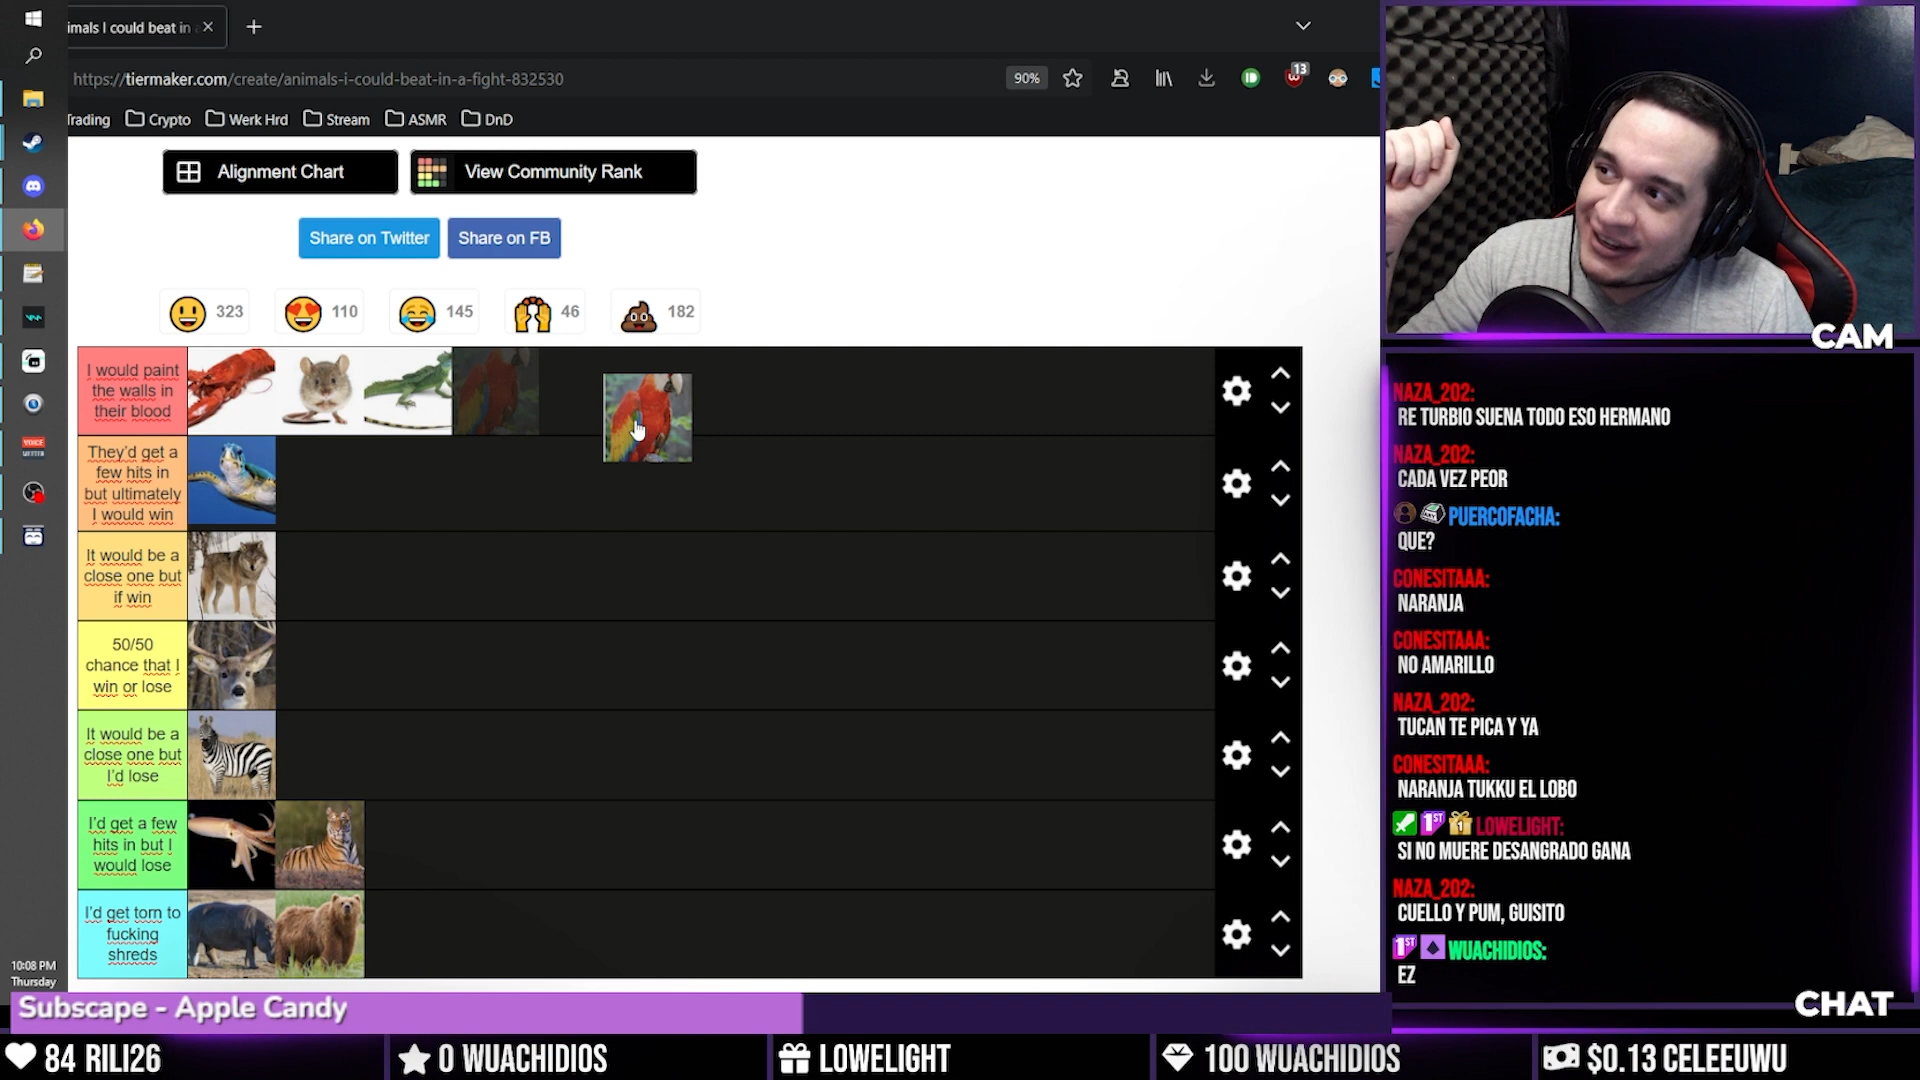 imals I could beat in
https://tiermaker.com/create/animals-i-could-beat-in-a-fight-832530
90%
13
Trading
Crypto
Werk Hrd
Stream
ASMR
DnD
Alignment Chart
View Community Rank
Share on Twitter
Share on FB
323
110
145
46
182
I would paint
the walls in
their blood
They'd get a
few hits in
but ultimately
I would win
It would be a
close one but
if win
50/50
chance that I
win or lose
It would be a
close one but
I'd lose
I'd get a few
hits in but I
would lose
I'd get torn to
fucking
shreds
10:08 PM
Thursday
CAM
NAZA_202:
RE TURBIO SUENA TODO ESO HERMANO
NAZA_202:
CADA VEZ PEOR
PUERCOFACHA:
QUE?
CONESITAAA:
NARANJA
CONESITAAA:
NO AMARILLO
NAZA_202:
TUCAN TE PICA Y YA
CONESITAAA:
NARANJA TUKKU EL LOBO
1ST 1 LOWELIGHT:
SI NO MUERE DESANGRADO GANA
NAZA_202:
CUELLO Y PUM, GUISITO
1ST WUACHIDIOS:
EZ
CHAT
Subscape - Apple Candy
84 RILI26
0 WUACHIDIOS
LOWELIGHT
100 WUACHIDIOS
$0.13 CELEEUWU